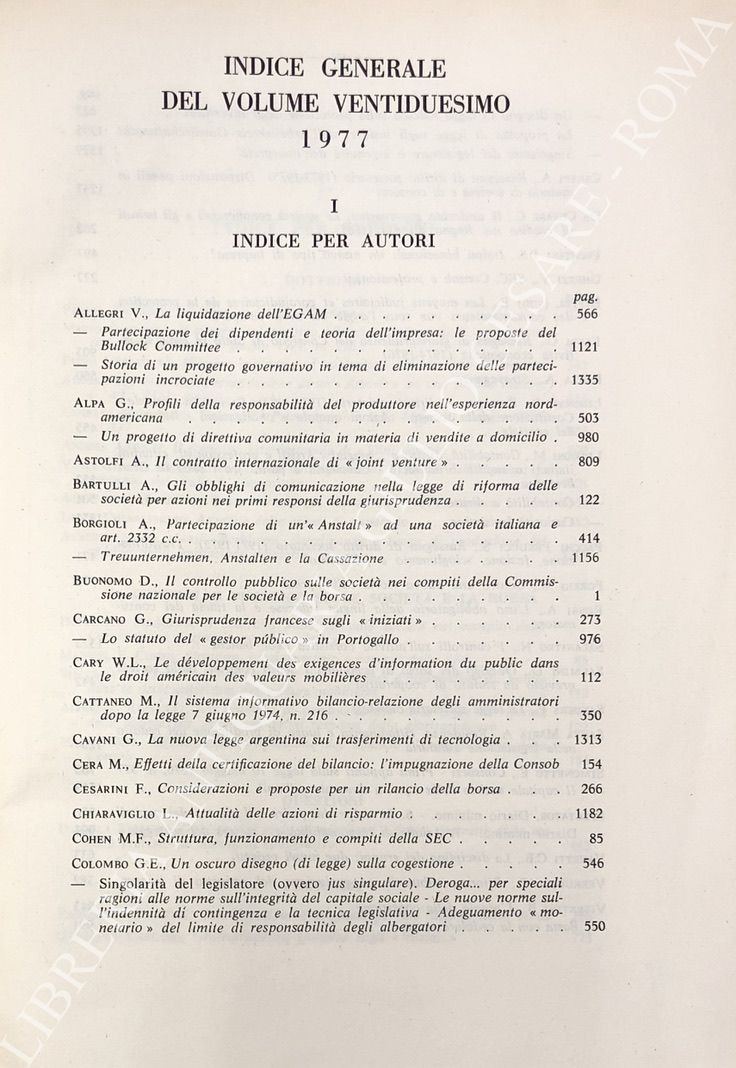 INDICE GENERALE
DEL VOLUME VENTIDUESIMO
1977
I
INDICE PER AUTORI
pag.
ALLEGRI V., La liquidazione dell'EGAM . . . . . . . . . . 566
— Partecipazione dei dipendenti e teoria dell'impresa: le proposte del
Bullock Committee . . . . . . . . . . . . . . . 1121
— Storia di un progetto governativo in tema di eliminazione delle parteci-
pazioni incrociate . . . . . . . . . . . . . . . 1335
ALPA G., Profili della responsabilità del produttore nell'esperienza nord-
americana . . . . . . . . . . . . . . . . . 503
— Un progetto di direttiva comunitaria in materia di vendite a domicilio . 980
ASTOLFI A., Il contratto internazionale di « joint venture » . . . . . 809
BARTULLI A., Gli obblighi di comunicazione nella legge di riforma delle
società per azioni nei primi responsi della giurisprudenza . . . . . 122
BORGIOLI A., Partecipazione di un'« Anstalt » ad una società italiana e
art. 2332 c.c. . . . . . . . . . . . . . . . . . 414
— Treuunternehmen, Anstalten e la Cassazione . . . . . . . . 1156
BUONOMO D., Il controllo pubblico sulle società nei compiti della Commis-
sione nazionale per le società e la borsa . . . . . . . . . 1
CARCANO G., Giurisprudenza francese sugli « iniziati » . . . . . . 273
— Lo statuto del « gestor público » in Portogallo . . . . . . . 976
CARY W.L., Le développement des exigences d'information du public dans
le droit américain des valeurs mobilières . . . . . . . . 112
CATTANEO M., Il sistema informativo bilancio-relazione degli amministratori
dopo la legge 7 giugno 1974, n. 216 . . . . . . . . . . 350
CAVANI G., La nuova legge argentina sui trasferimenti di tecnologia . . . 1313
CERA M., Effetti della certificazione del bilancio: l'impugnazione della Consob 154
CESARINI F., Considerazioni e proposte per un rilancio della borsa . . . 266
CHIARAVIGLIO L., Attualità delle azioni di risparmio . . . . . . . 1182
COHEN M.F., Struttura, funzionamento e compiti della SEC . . . . . 85
COLOMBO G.E., Un oscuro disegno (di legge) sulla cogestione . . . . . 546
— Singolarità del legislatore (ovvero jus singulare). Deroga... per speciali
ragioni alle norme sull'integrità del capitale sociale - Le nuove norme sul-
l'indennità di contingenza e la tecnica legislativa - Adeguamento « mo-
netario » del limite di responsabilità degli albergatori . . . . . 550
LIBRERIA ANTIQUARIA GIULIO CESARE - ROMA